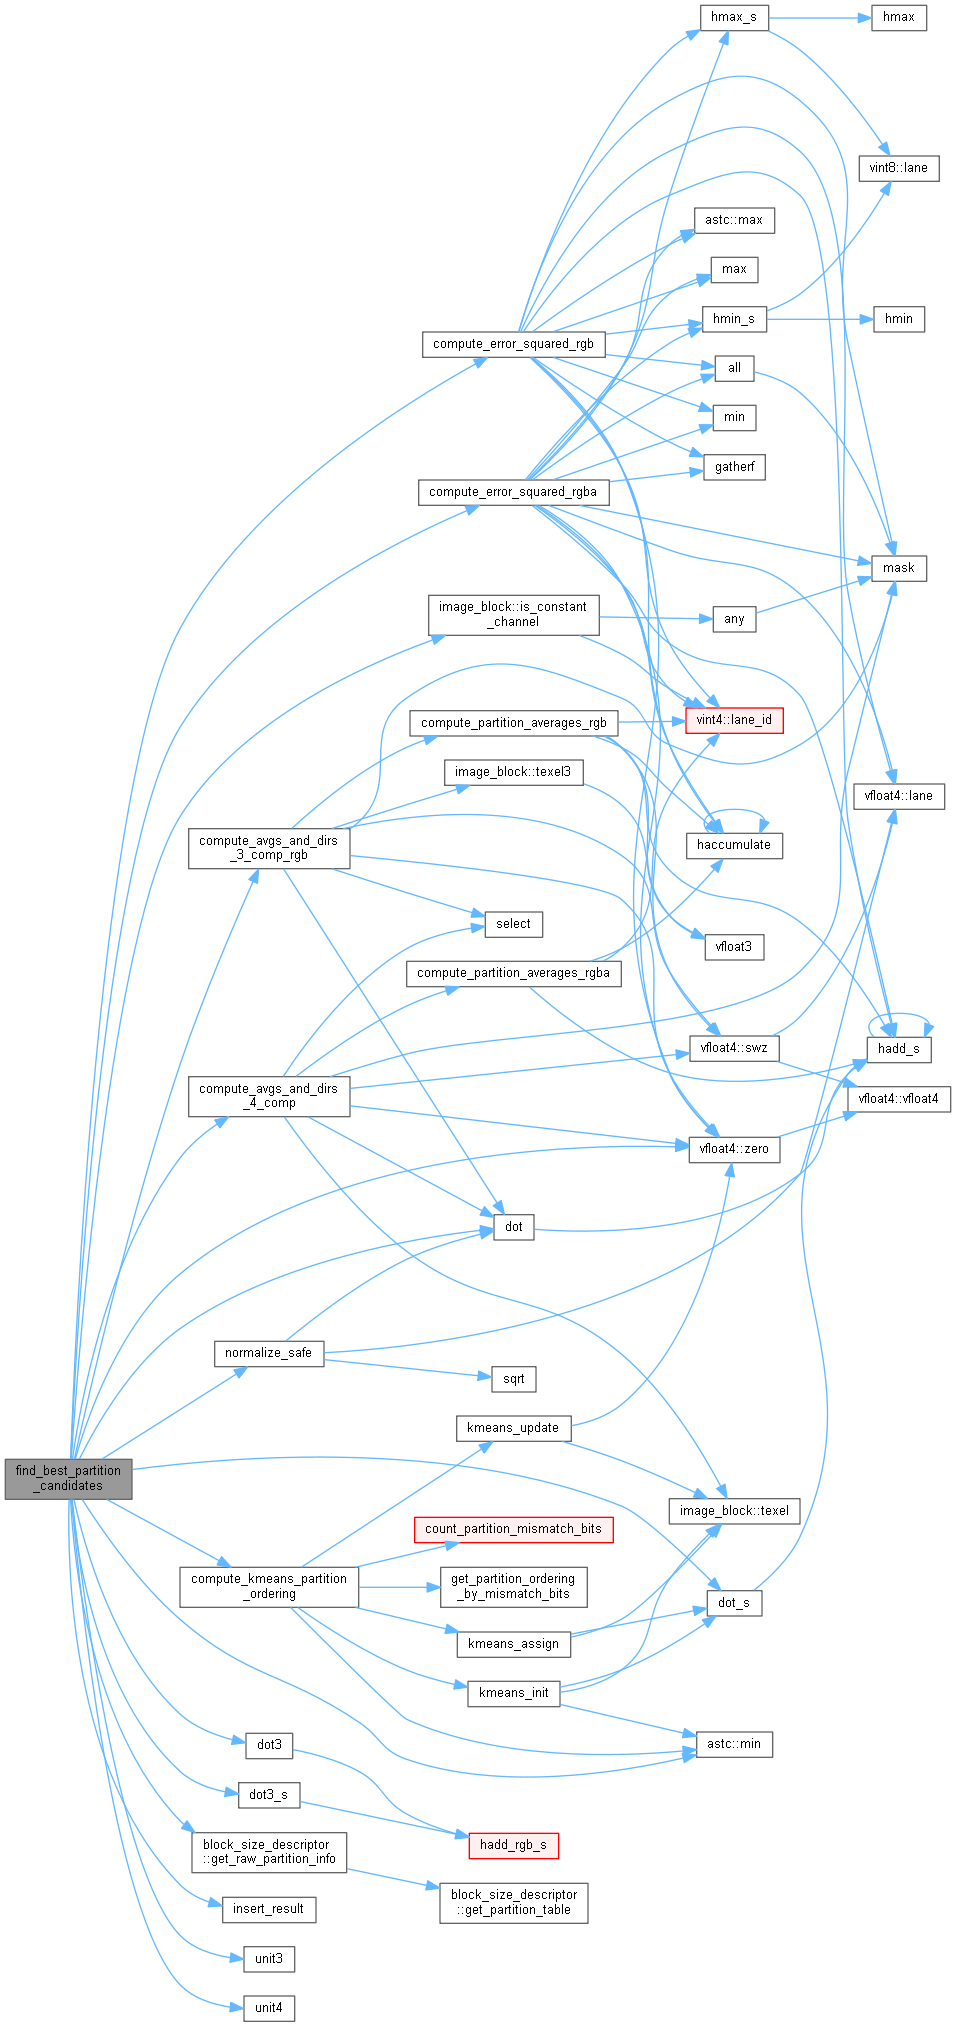 hmax_s
hmax
vint8::lane
astc::max
max
hmin_s
hmin
compute_error_squared_rgb
all
min
gatherf
compute_error_squared_rgba
mask
image_block::is_constant
_channel
any
compute_partition_averages_rgb
vint4::lane_id
image_block::texel3
vfloat4::lane
compute_avgs_and_dirs
_3_comp_rgb
haccumulate
select
vfloat3
compute_partition_averages_rgba
vfloat4::swz
hadd_s
compute_avgs_and_dirs
_4_comp
vfloat4::vfloat4
vfloat4::zero
dot
normalize_safe
sqrt
kmeans_update
find_best_partition
_candidates
image_block::texel
count_partition_mismatch_bits
compute_kmeans_partition
_ordering
get_partition_ordering
_by_mismatch_bits
dot_s
kmeans_assign
kmeans_init
dot3
astc::min
dot3_s
block_size_descriptor
::get_raw_partition_info
hadd_rgb_s
block_size_descriptor
::get_partition_table
insert_result
unit3
unit4